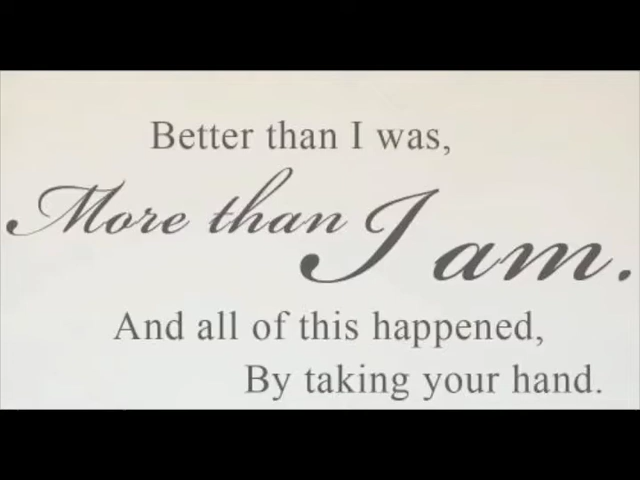 Better than I was,
More than I am.
And all of this happened,
By taking your hand.